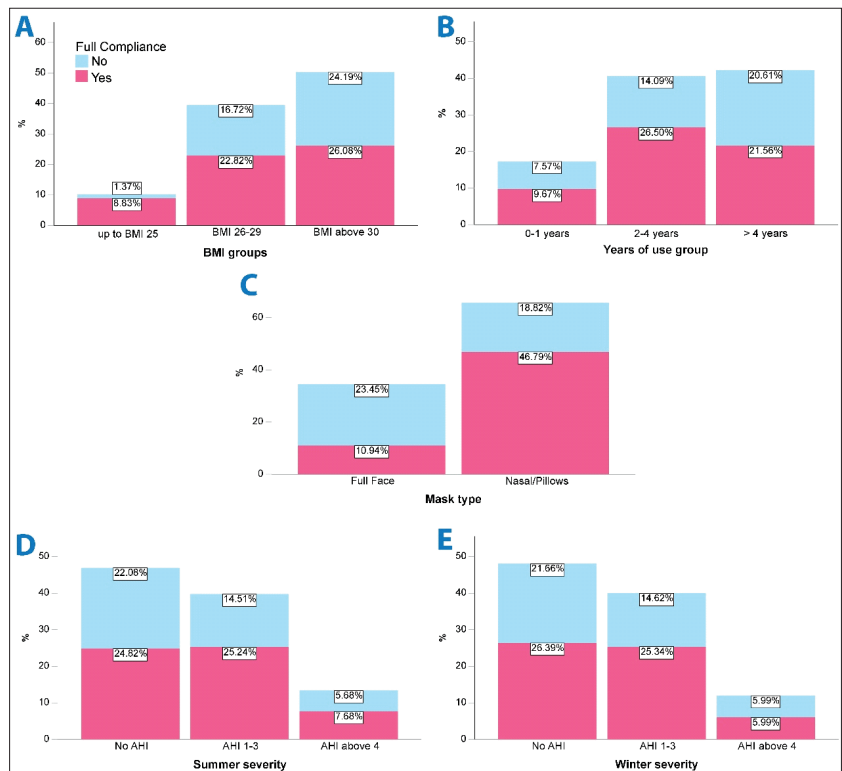 A
Full Compliance
No
Yes
%
60
50
40
30
20
10
0
1.37%
8.83%
16.72%
22.82%
24.19%
26.08%
up to BMI 25
BMI 26-29
BMI above 30
BMI groups
B
%
40
30
20
10
0
7.57%
9.67%
14.09%
26.50%
20.61%
21.56%
0-1 years
2-4 years
> 4 years
Years of use group
C
%
60
40
20
0
23.45%
10.94%
18.82%
46.79%
Full Face
Nasal/Pillows
Mask type
D
%
50
40
30
20
10
0
22.08%
24.82%
14.51%
25.24%
5.68%
7.68%
No AHI
AHI 1-3
AHI above 4
Summer severity
E
%
50
40
30
20
10
0
21.66%
26.39%
14.62%
25.34%
5.99%
5.99%
No AHI
AHI 1-3
AHI above 4
Winter severity